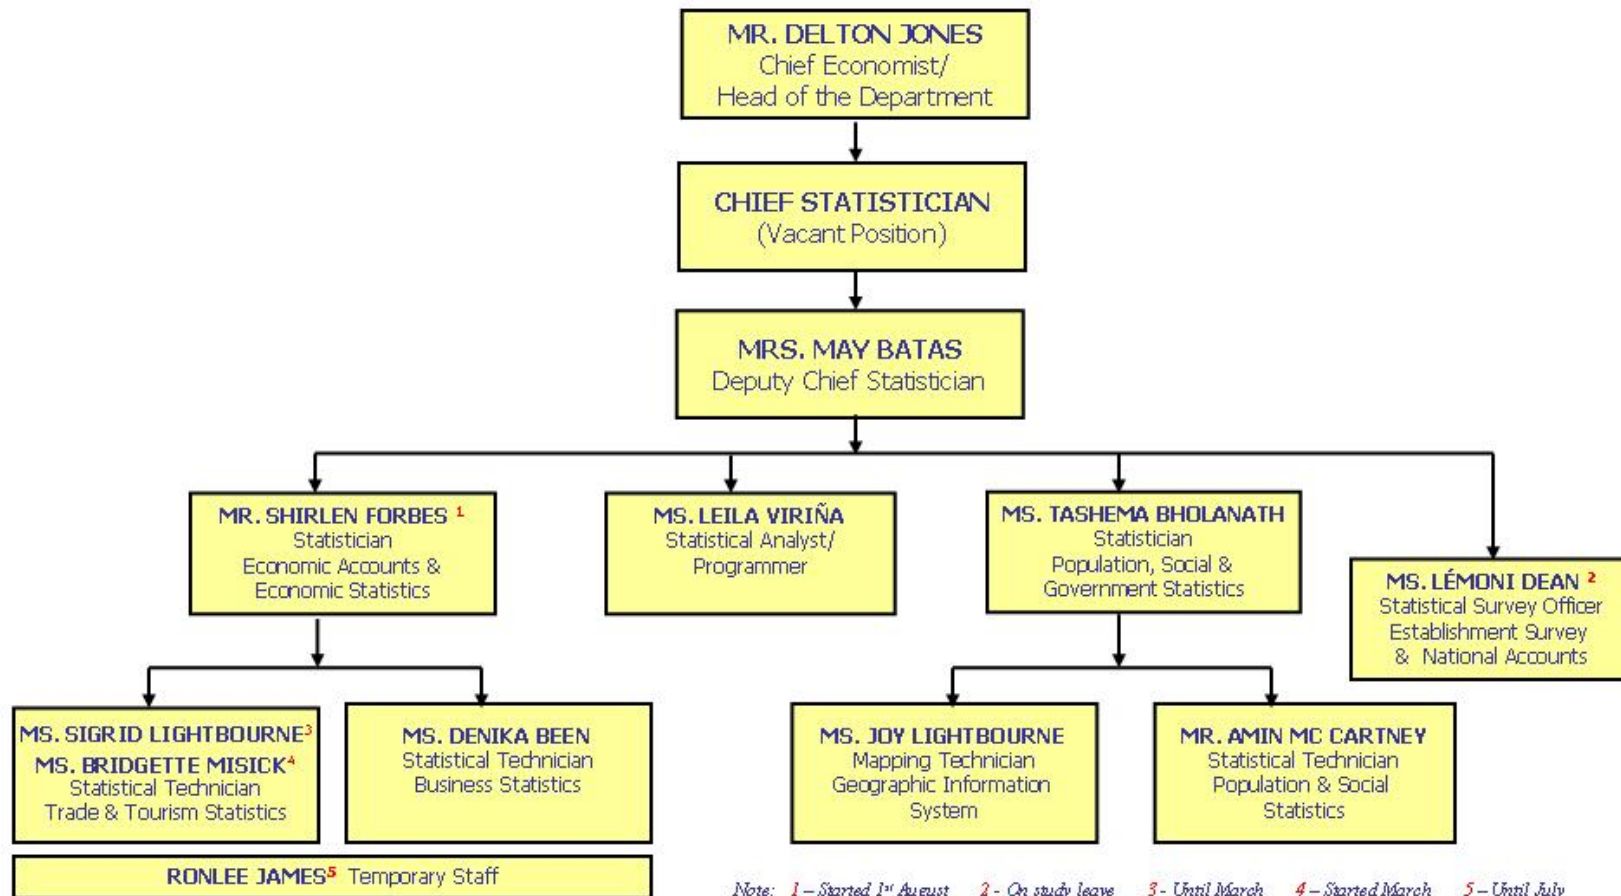 MR. DELTON JONES
Chief Economist/
Head of the Department
CHIEF STATISTICIAN
(Vacant Position)
MRS. MAY BATAS
Deputy Chief Statistician
MR. SHIRLEN FORBES 1
Statistician
Economic Accounts &
Economic Statistics
MS. LEILA VIRIÑA
Statistical Analyst/
Programmer
MS. TASHEMA BHOLANATH
Statistician
Population, Social &
Government Statistics
MS. LÉMONI DEAN 2
Statistical Survey Officer
Establishment Survey
& National Accounts
MS. SIGRID LIGHTBOURNE3
MS. BRIDGETTE MISICK4
Statistical Technician
Trade & Tourism Statistics
MS. DENIKA BEEN
Statistical Technician
Business Statistics
MS. JOY LIGHTBOURNE
Mapping Technician
Geographic Information
System
MR. AMIN MC CARTNEY
Statistical Technician
Population & Social
Statistics
RONLEE JAMES5 Temporary Staff
Note: 1 – Started 1st August 2 - On study leave 3 - Until March 4 – Started March 5 – Until July